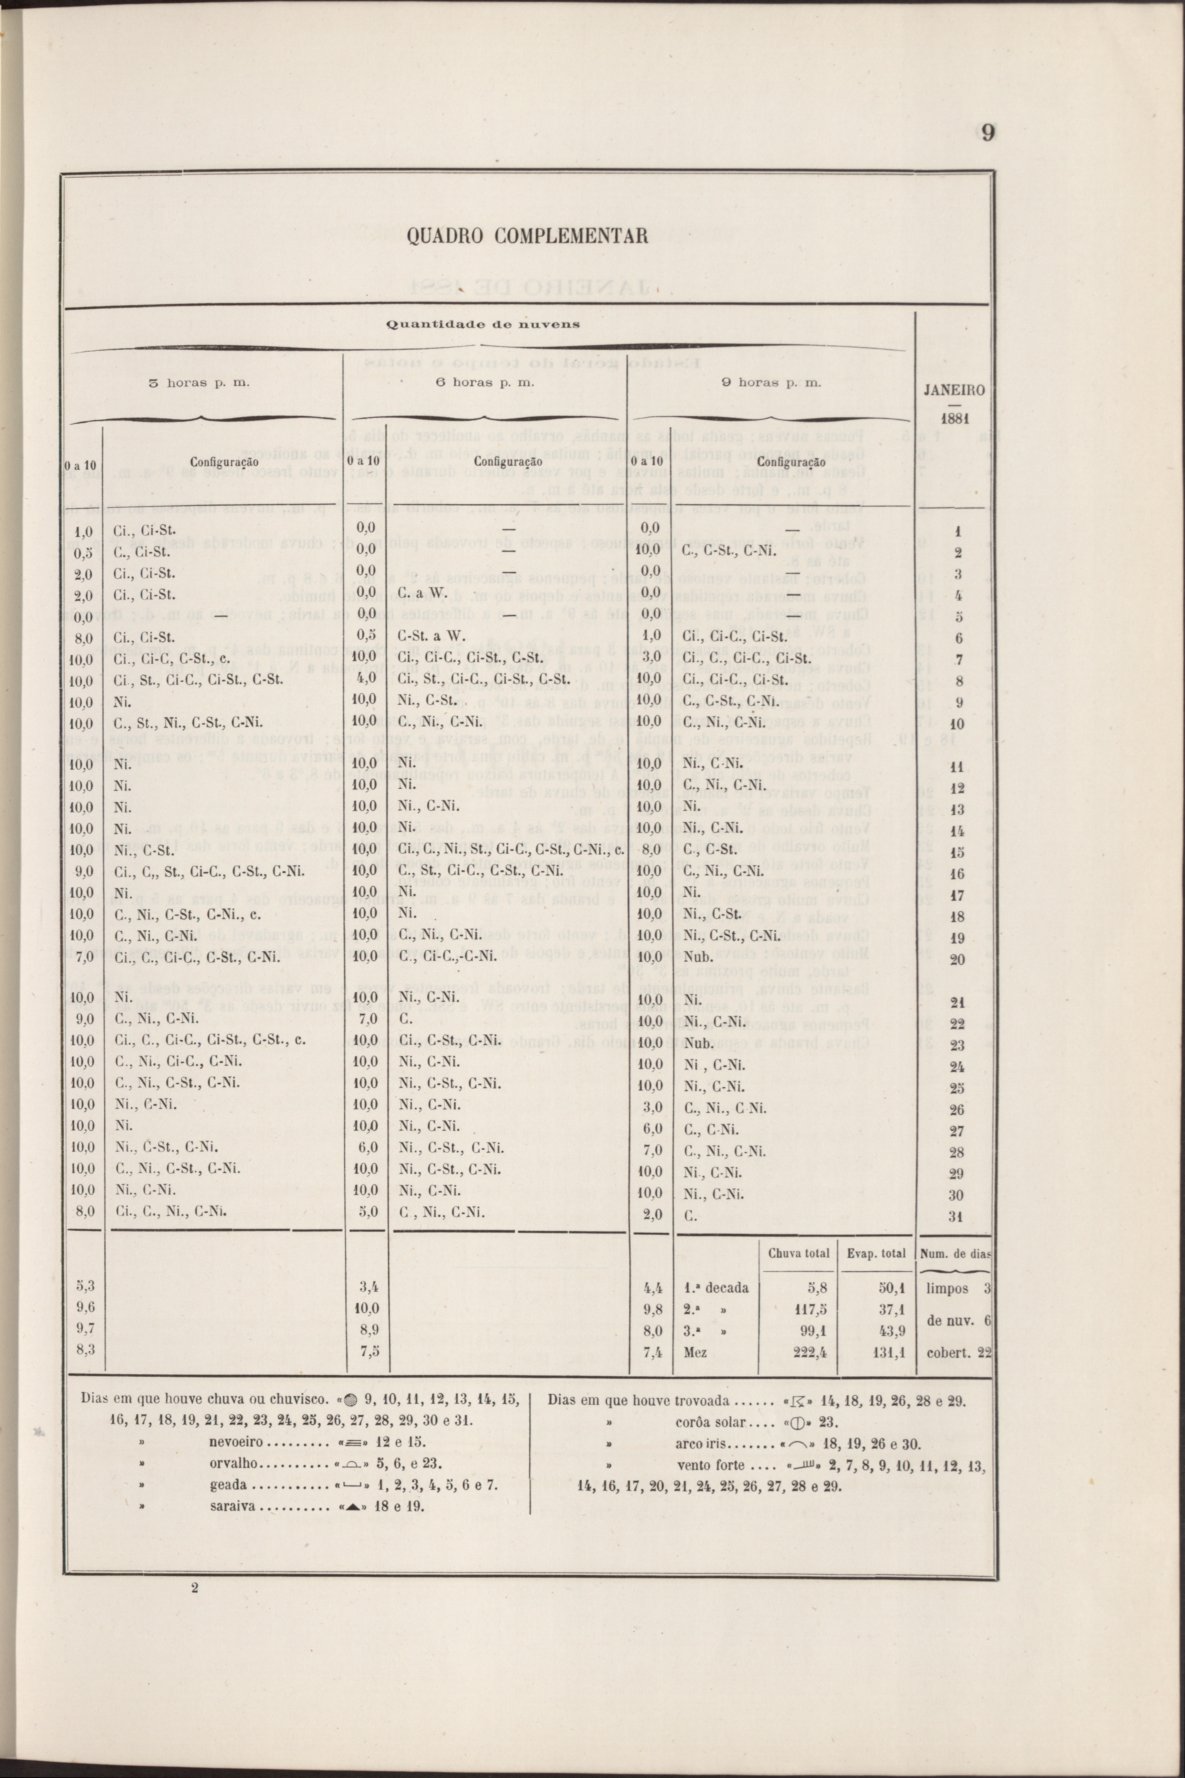 9
QUADRO COMPLEMENTAR
Quantidade de nuvens
3 horas p. m. 6 horas p. m. 9 horas p. m. JANEIRO
—
1881
0 a 10 Configuração 0 a 10 Configuração 0 a 10 Configuração
1,0 Ci., Ci-St. 0,0 — 0,0 — 1
0,5 C., Ci-St. 0,0 — 10,0 C., C-St., C-Ni. 2
2,0 Ci., Ci-St. 0,0 — 0,0 — 3
2,0 Ci., Ci-St. 0,0 C. a W. 0,0 — 4
0,0 — 0,0 — 0,0 — 5
8,0 Ci., Ci-St. 0,5 C-St. a W. 1,0 Ci., Ci-C., Ci-St. 6
10,0 Ci., Ci-C, C-St., c. 10,0 Ci., Ci-C., Ci-St., C-St. 3,0 Ci., C., Ci-C., Ci-St. 7
10,0 Ci , St., Ci-C., Ci-St., C-St. 4,0 Ci., St., Ci-C., Ci-St., C-St. 10,0 Ci., Ci-C., Ci-St. 8
10,0 Ni. 10,0 Ni., C-St. 10,0 C., C-St., C-Ni. 9
10,0 C., St., Ni., C-St., C-Ni. 10,0 C., Ni., C-Ni. 10,0 C., Ni., C-Ni. 10
10,0 Ni. 10,0 Ni. 10,0 Ni., C-Ni. 11
10,0 Ni. 10,0 Ni. 10,0 C., Ni., C-Ni. 12
10,0 Ni. 10,0 Ni., C-Ni. 10,0 Ni. 13
10,0 Ni. 10,0 Ni. 10,0 Ni., C-Ni. 14
10,0 Ni., C-St. 10,0 Ci., C., Ni., St., Ci-C., C-St., C-Ni., c. 8,0 C., C-St. 15
9,0 Ci., C,, St., Ci-C., C-St., C-Ni. 10,0 C., St., Ci-C., C-St., C-Ni. 10,0 C., Ni., C-Ni. 16
10,0 Ni. 10,0 Ni. 10,0 Ni. 17
10,0 C., Ni., C-St., C-Ni., c. 10,0 Ni. 10,0 Ni., C-St. 18
10,0 C., Ni., C-Ni. 10,0 C., Ni., C-Ni. 10,0 Ni., C-St., C-Ni. 19
7,0 Ci., C., Ci-C., C-St., C-Ni. 10,0 C., Ci-C.,-C-Ni. 10,0 Nub. 20
10,0 Ni. 10,0 Ni., C-Ni. 10,0 Ni. 21
9,0 C., Ni., C-Ni. 7,0 C. 10,0 Ni., C-Ni. 22
10,0 Ci., C., Ci-C., Ci-St., C-St., c. 10,0 Ci., C-St., C-Ni. 10,0 Nub. 23
10,0 C., Ni., Ci-C., C-Ni. 10,0 Ni., C-Ni. 10,0 Ni , C-Ni. 24
10,0 C., Ni., C-St., C-Ni. 10,0 Ni., C-St., C-Ni. 10,0 Ni., C-Ni. 25
10,0 Ni., C-Ni. 10,0 Ni., C-Ni. 3,0 C., Ni., C Ni. 26
10,0 Ni. 10,0 Ni., C-Ni. 6,0 C., C-Ni. 27
10,0 Ni., C-St., C-Ni. 6,0 Ni., C-St., C-Ni. 7,0 C., Ni., C-Ni. 28
10,0 C., Ni., C-St., C-Ni. 10,0 Ni., C-St., C-Ni. 10,0 Ni., C-Ni. 29
10,0 Ni., C-Ni. 10,0 Ni., C-Ni. 10,0 Ni., C-Ni. 30
8,0 Ci., C., Ni., C-Ni. 5,0 C , Ni., C-Ni. 2,0 C. 31
Chuva total Evap. total Num. de dias
5,3 3,4 4,4 1.ª decada 5,8 50,1 limpos 3
9,6 10,0 9,8 2.ª » 117,5 37,1
de nuv. 6
9,7 8,9 8,0 3.ª » 99,1 43,9
8,3 7,5 7,4 Mez 222,4 131,1 cobert. 22
Dias em que houve chuva ou chuvisco. « » 9, 10, 11, 12, 13, 14, 15,
16, 17, 18, 19, 21, 22, 23, 24, 25, 26, 27, 28, 29, 30 e 31.
» nevoeiro ......... « » 12 e 15.
» orvalho.......... « » 5, 6, e 23.
» geada ........... « » 1, 2, 3, 4, 5, 6 e 7.
» saraiva .......... « » 18 e 19.
Dias em que houve trovoada ...... « » 14, 18, 19, 26, 28 e 29.
» corôa solar .... « » 23.
» arco iris....... « » 18, 19, 26 e 30.
» vento forte .... « » 2, 7, 8, 9, 10, 11, 12, 13,
14, 16, 17, 20, 21, 24, 25, 26, 27, 28 e 29.
2